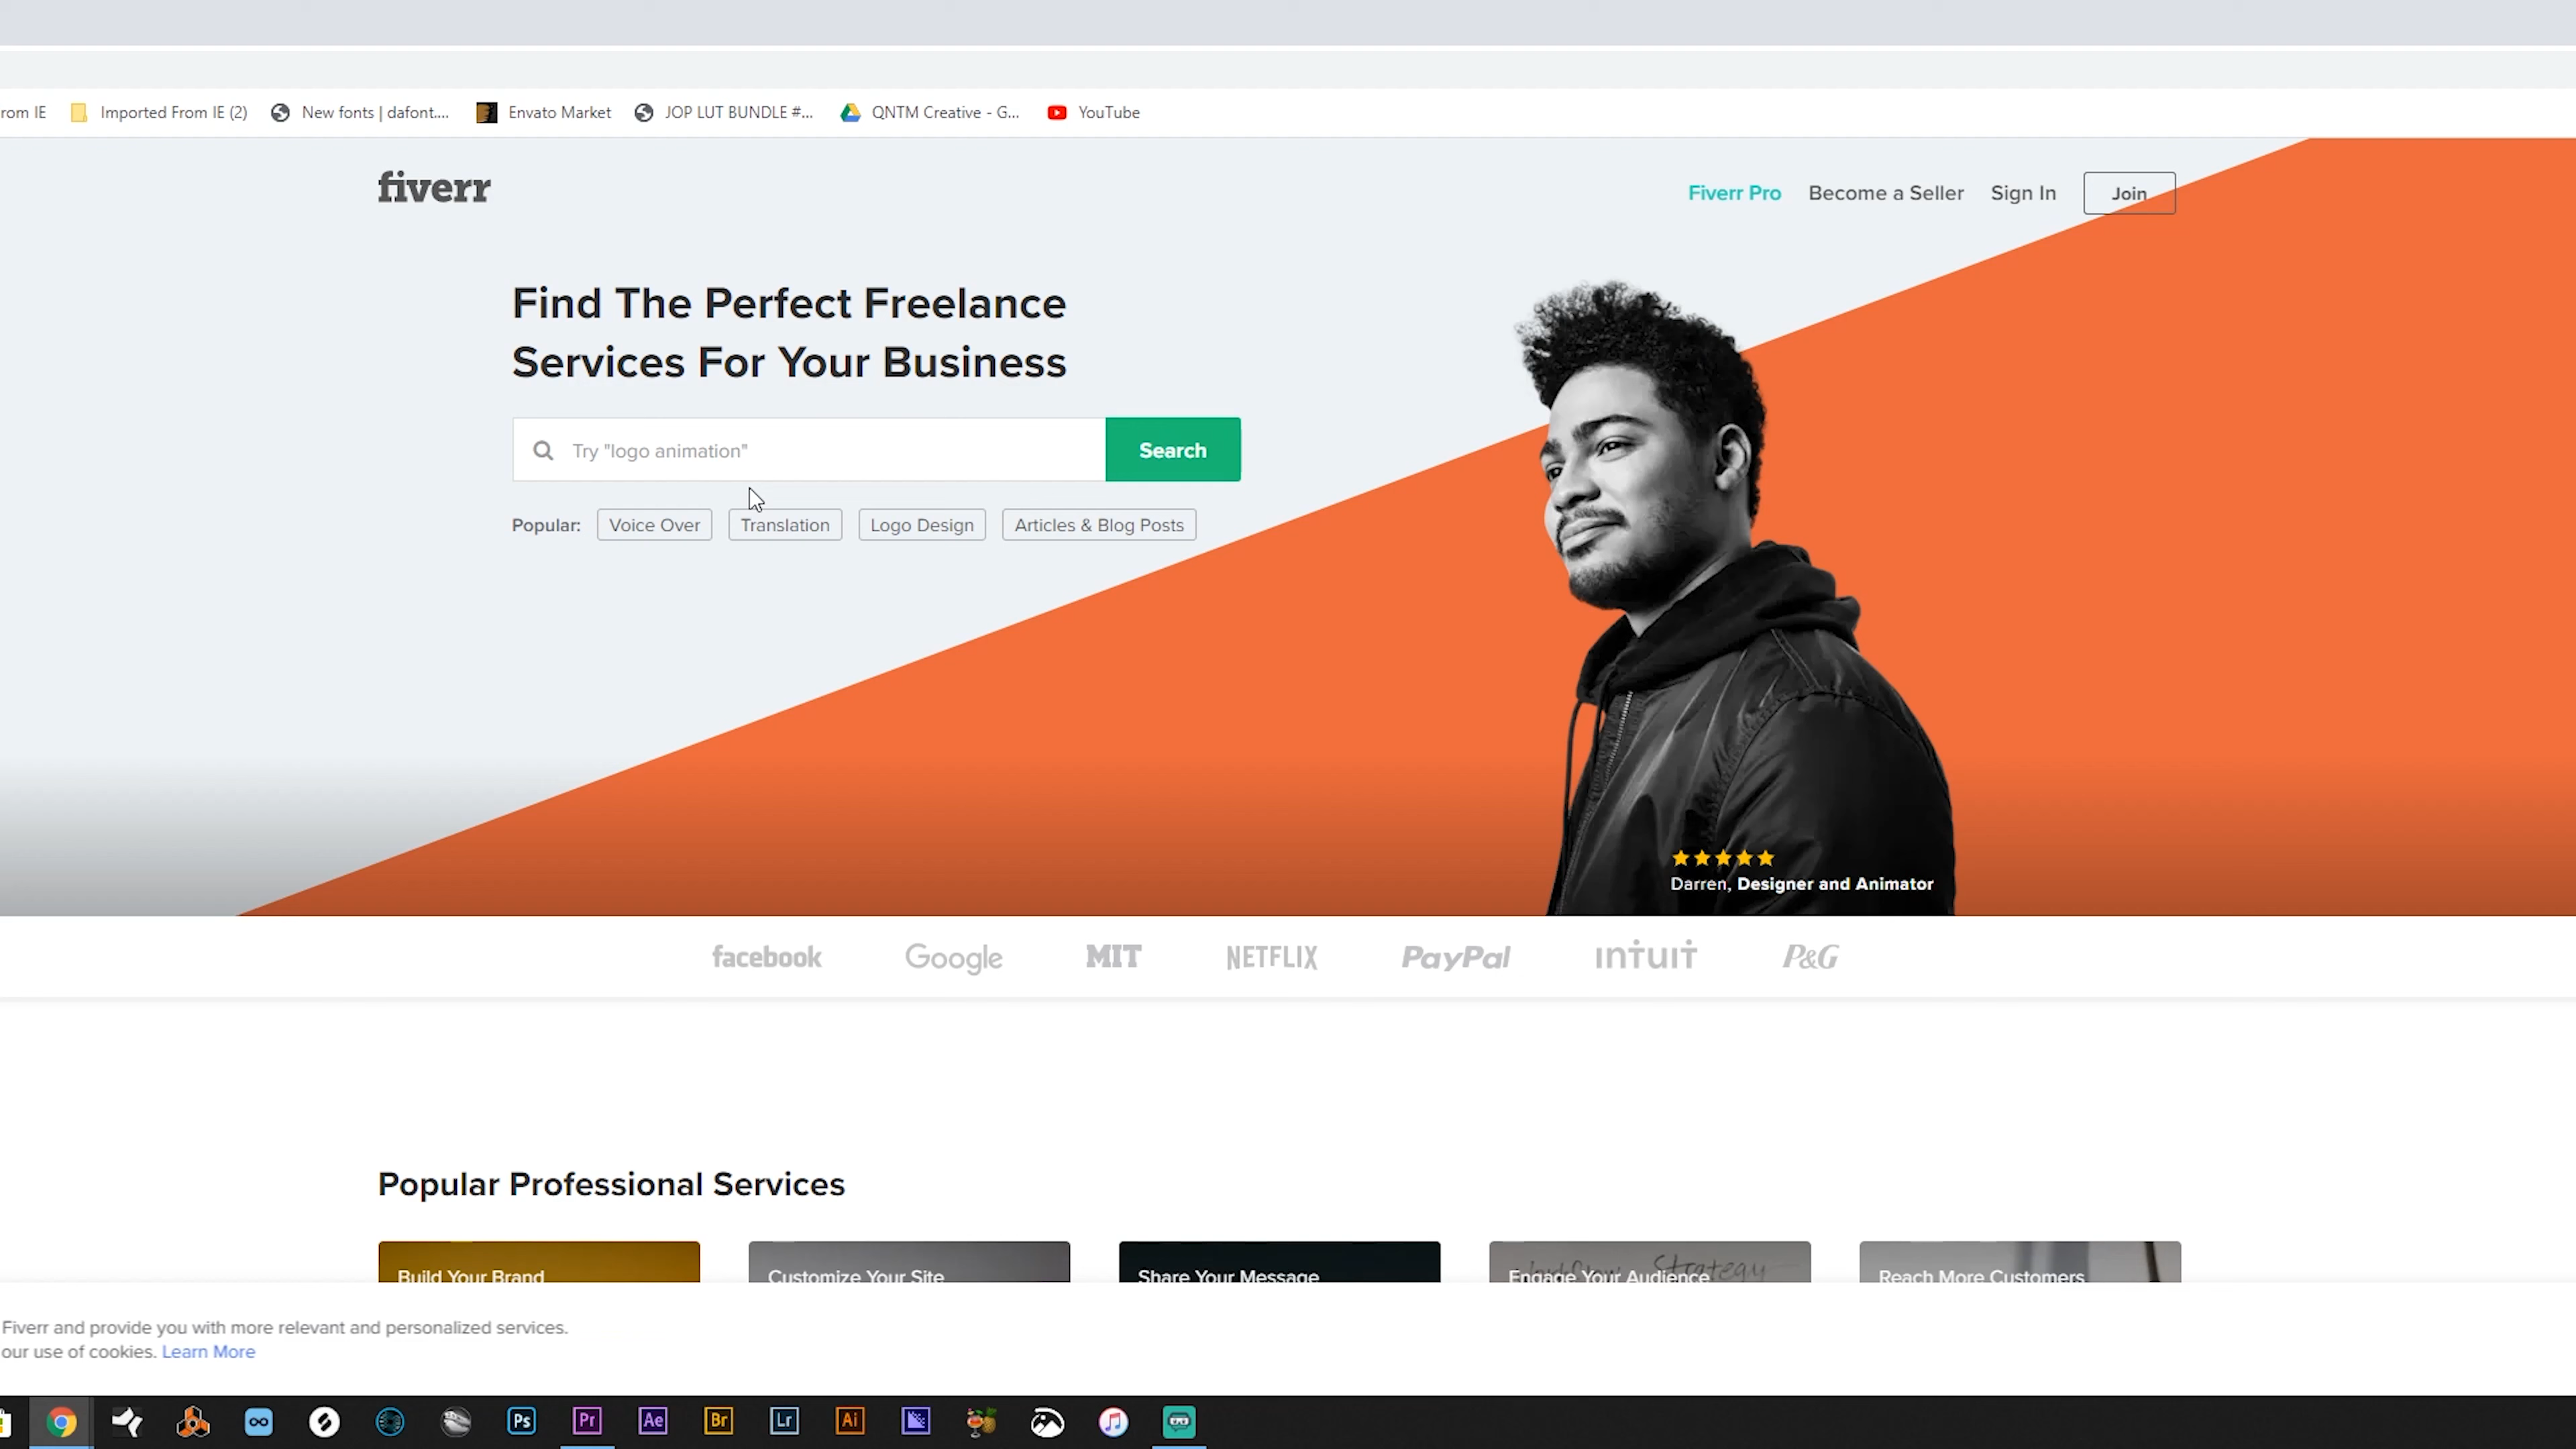 rom IE Imported From IE (2) New fonts | dafont.... Envato Market JOP LUT BUNDLE #... QNTM Creative - G... YouTube
fiverr
Fiverr Pro Become a Seller Sign In Join
Find The Perfect Freelance
Services For Your Business
Try "logo animation" Search
Popular: Voice Over Translation Logo Design Articles & Blog Posts
Darren, Designer and Animator
facebook Google MIT NETFLIX PayPal intuit P&G
Popular Professional Services
Build Your Brand Customize Your Site Share Your Message Engage Your Audience Strategy Reach More Customers
Fiverr and provide you with more relevant and personalized services.
our use of cookies. Learn More
Ps Pr Ae Br Lr Ai